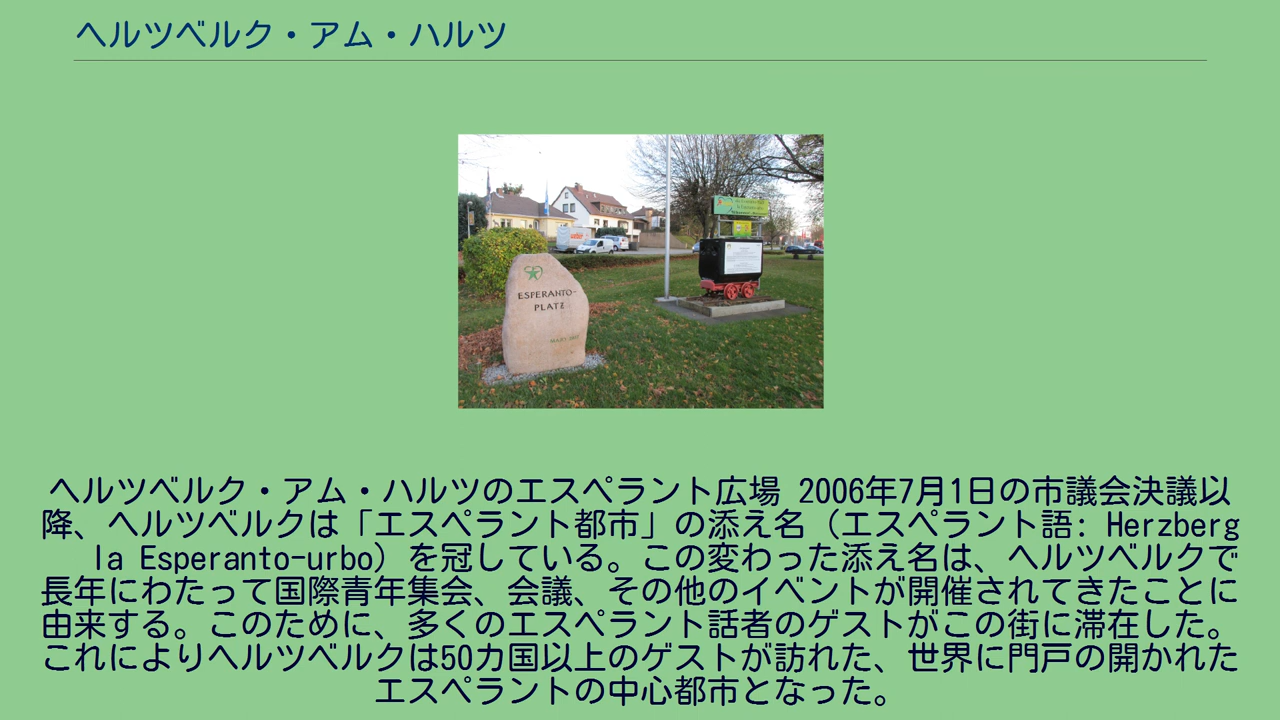 ヘルツベルク・アム・ハルツ
ESPERANTO-
PLATZ
ヘルツベルク・アム・ハルツのエスペラント広場 2006年7月1日の市議会決議以
降、ヘルツベルクは「エスペラント都市」の添え名（エスペラント語: Herzberg
la Esperanto-urbo）を冠している。この変わった添え名は、ヘルツベルクで
長年にわたって国際青年集会、会議、その他のイベントが開催されてきたことに
由来する。このために、多くのエスペラント話者のゲストがこの街に滞在した。
これによりヘルツベルクは50カ国以上のゲストが訪れた、世界に門戸の開かれた
エスペラントの中心都市となった。